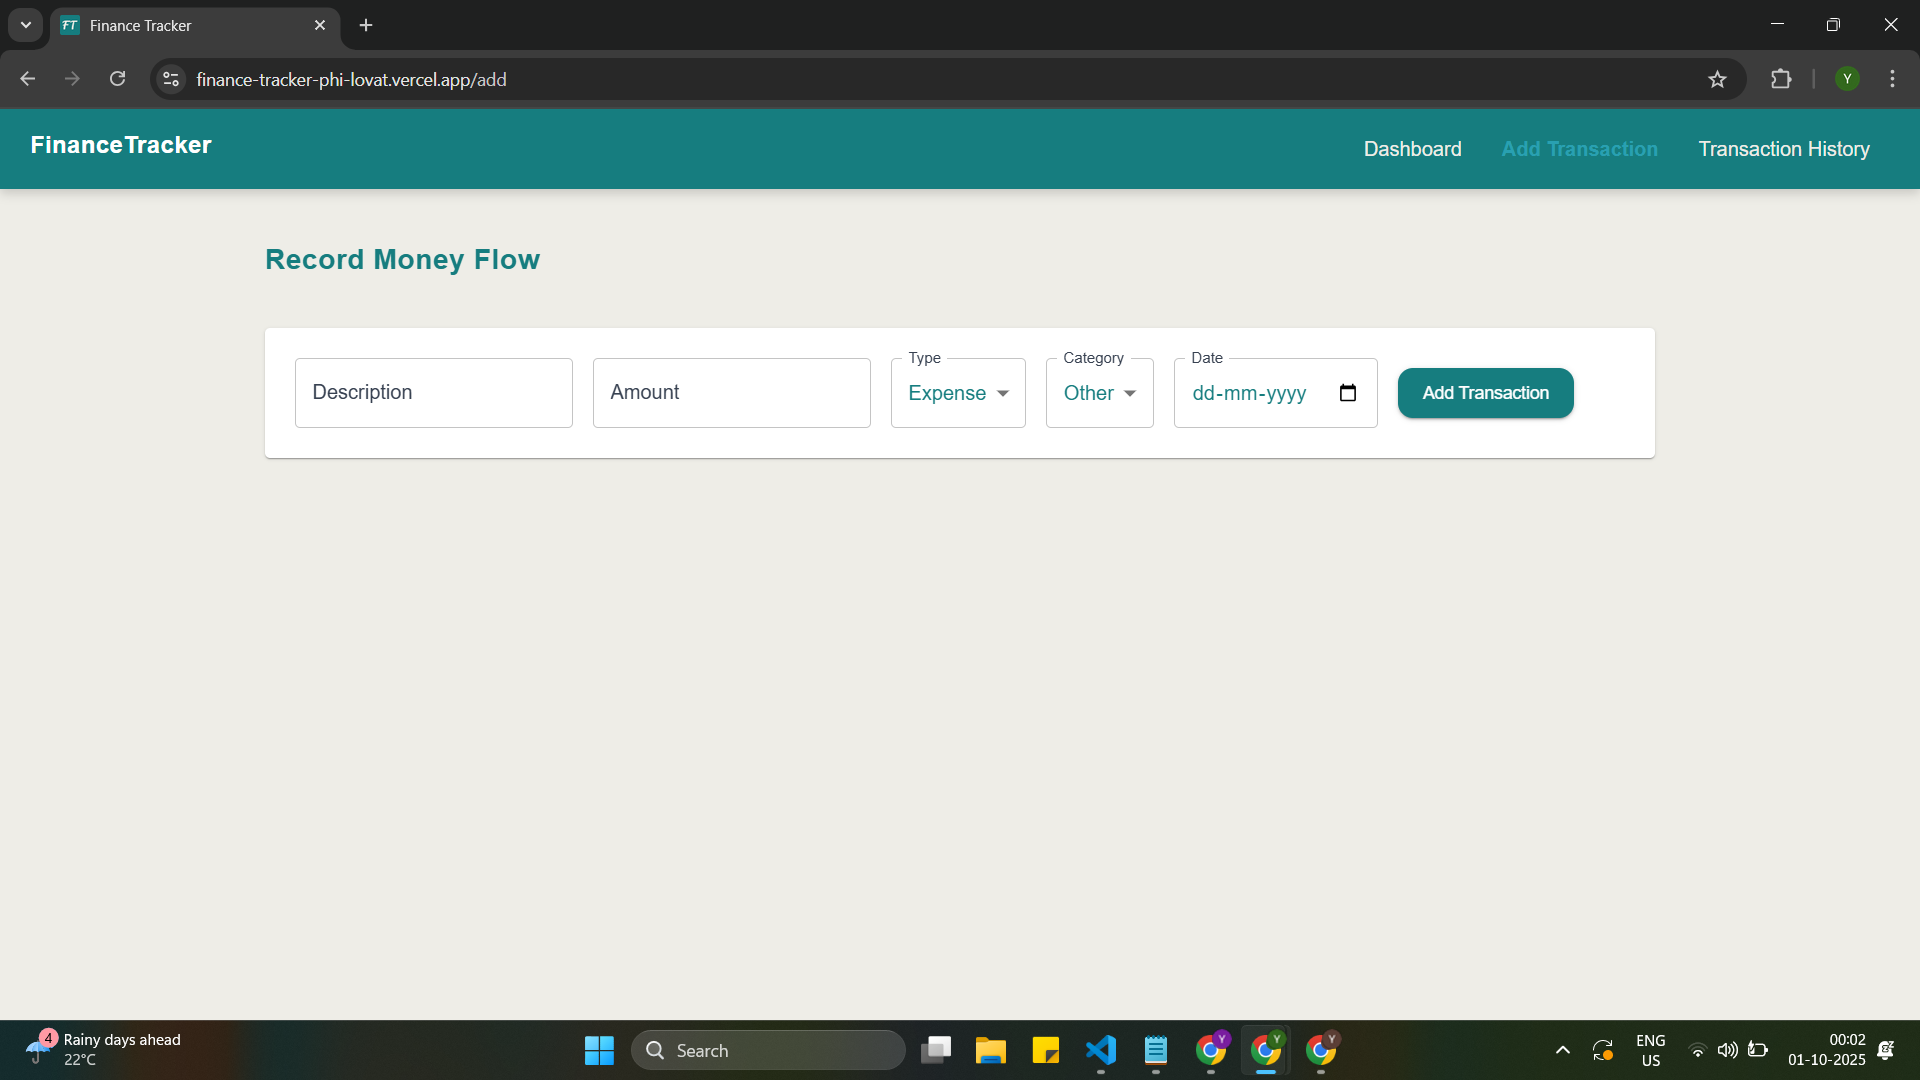 FT Finance Tracker
finance-tracker-phi-lovat.vercel.app/add
Y
FinanceTracker
Dashboard
Add Transaction
Transaction History
Record Money Flow
Description
Amount
Type
Expense
Category
Other
Date
dd-mm-yyyy
Add Transaction
4
Rainy days ahead
22°C
Search
Y
Y
Y
ENG
US
00:02
01-10-2025